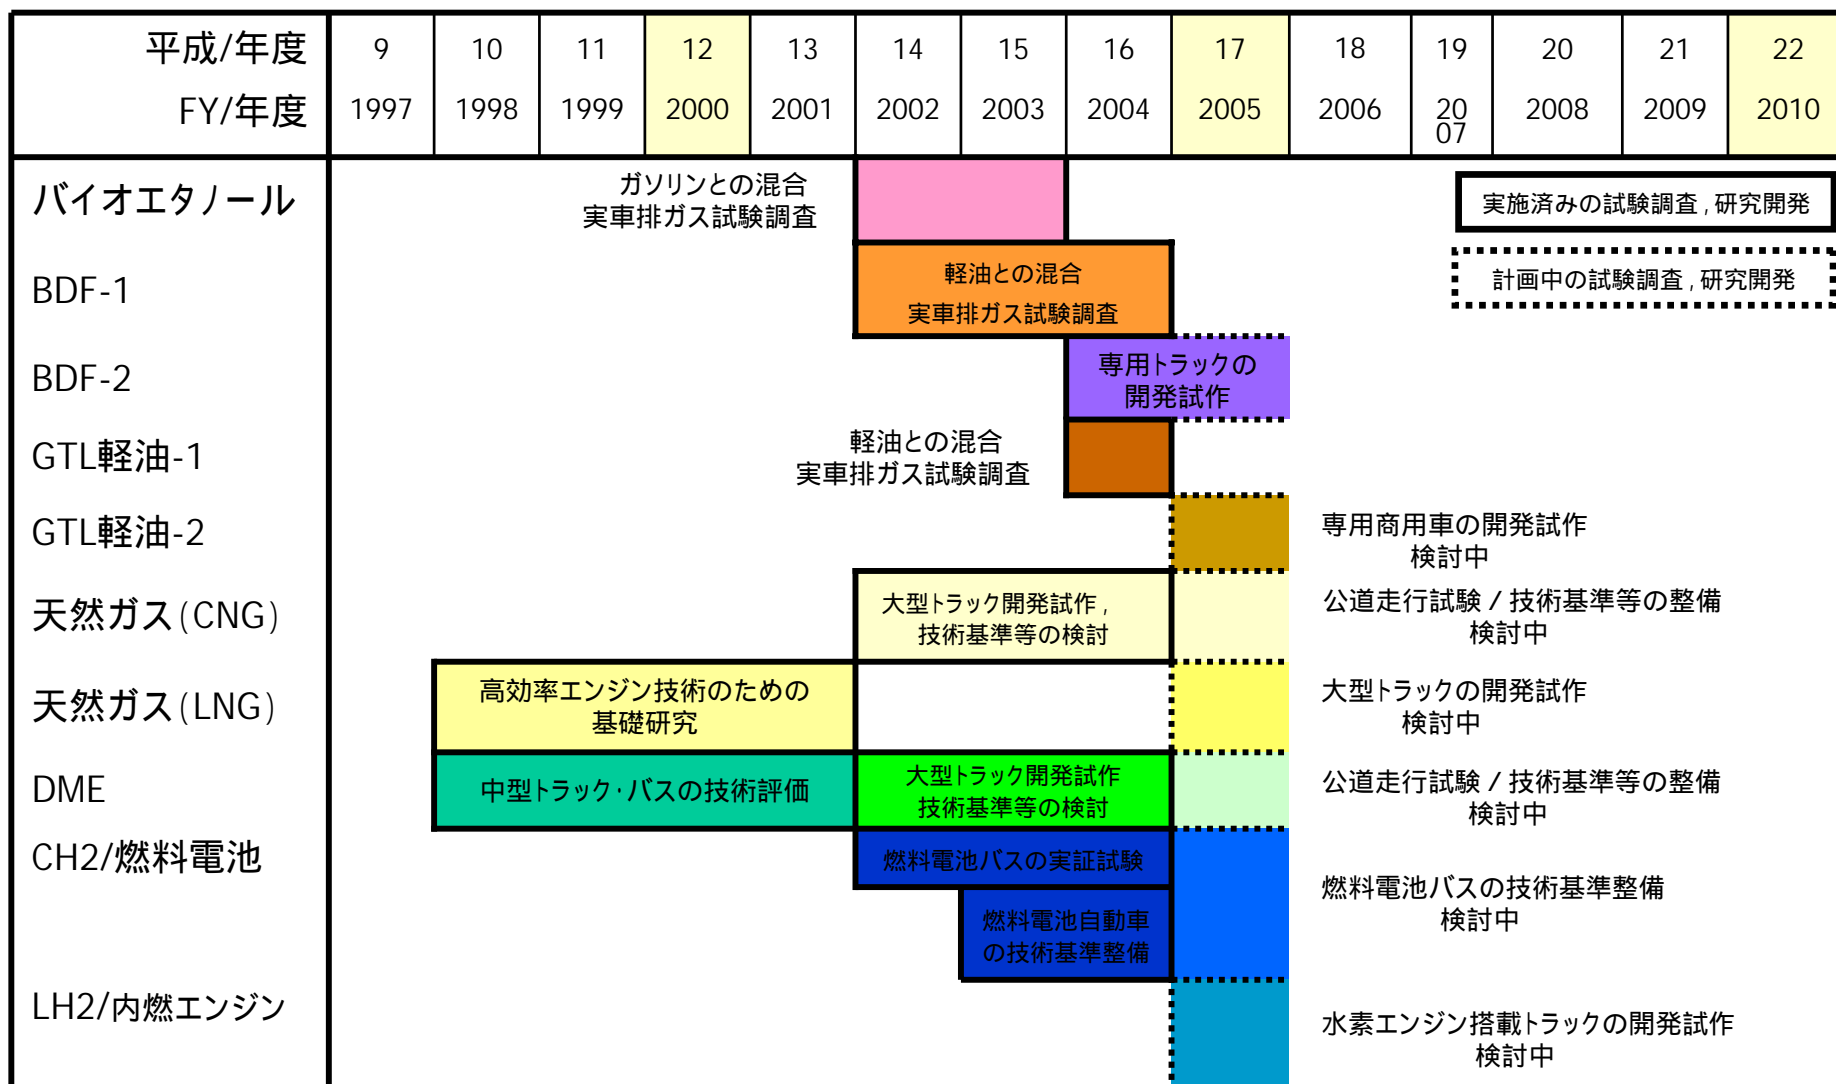 平成/年度 9 10 11 12 13 14 15 16 17 18 19 20 21 22
FY/年度 1997 1998 1999 2000 2001 2002 2003 2004 2005 2006 20 2008 2009 2010
07
バイオエタノール
ガソリンとの混合
実車排ガス試験調査
実施済みの試験調査,研究開発
計画中の試験調査,研究開発
BDF-1
軽油との混合
実車排ガス試験調査
BDF-2
専用トラックの
開発試作
GTL軽油-1
軽油との混合
実車排ガス試験調査
GTL軽油-2
専用商用車の開発試作
検討中
天然ガス(CNG)
大型トラック開発試作,
技術基準等の検討
公道走行試験/技術基準等の整備
検討中
天然ガス(LNG)
高効率エンジン技術のための
基礎研究
大型トラックの開発試作
検討中
DME
中型トラック・バスの技術評価
大型トラック開発試作
技術基準等の検討
公道走行試験/技術基準等の整備
検討中
CH2/燃料電池
燃料電池バスの実証試験
燃料電池自動車
の技術基準整備
燃料電池バスの技術基準整備
検討中
LH2/内燃エンジン
水素エンジン搭載トラックの開発試作
検討中